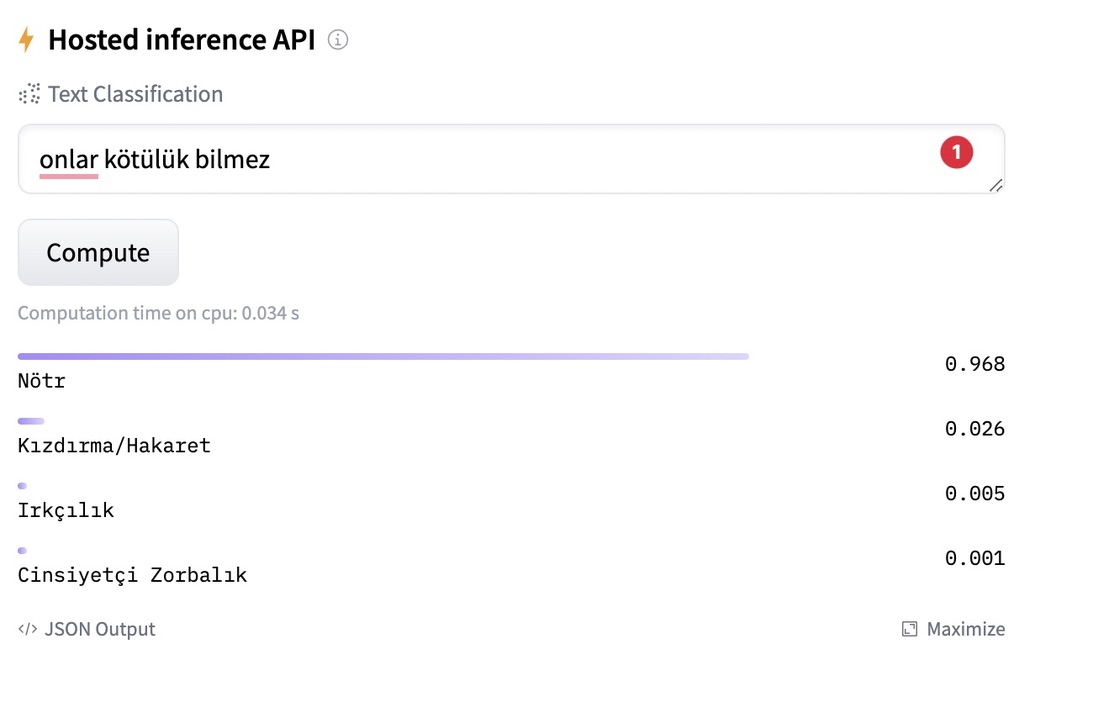 Hosted inference API
Text Classification
onlar kötülük bilmez
1
Compute
Computation time on cpu: 0.034 s
0.968
Nötr
0.026
Kızdırma/Hakaret
0.005
Irkçılık
0.001
Cinsiyetçi Zorbalık
</> JSON Output
Maximize